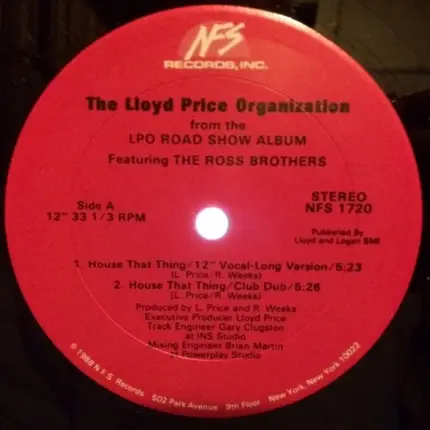 NFS
RECORDS, INC.
The Lloyd Price Organization
from the
LPO ROAD SHOW ALBUM
Featuring THE ROSS BROTHERS
Side A
12" 33 1/3 RPM
STEREO
NFS 1720
Published By
Lloyd and Logan BMI
1. House That Thing/12" Vocal-Long Version/5:23
(L. Price/R. Weeks)
2. House That Thing/Club Dub/5:26
(L. Price/R. Weeks)
Produced by L. Price and R. Weeks
Executive Producer Lloyd Price
Track Engineer Gary Clugston
at INS Studio
Mixing Engineer Brian Martin
at Powerplay Studio
© 1988 N F S Records 502 Park Avenue 9th Floor New York, New York 10022